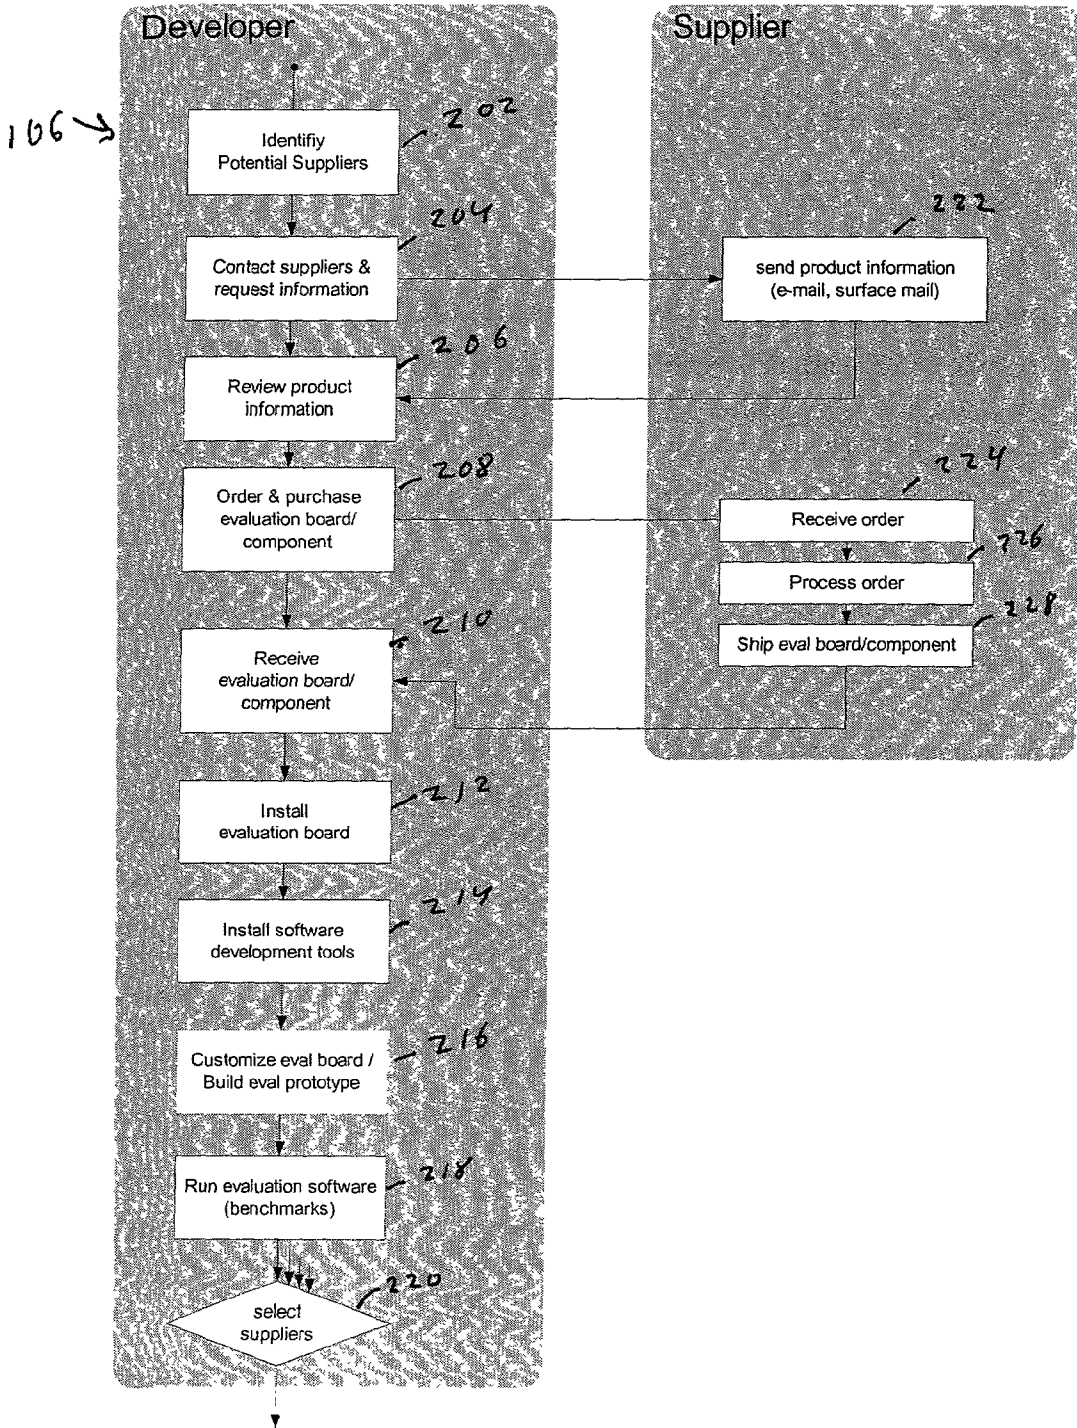 Developer
Supplier
106
202
Identifiy
Potential Suppliers
204
Contact suppliers &
request information
222
send product information
(e-mail, surface mail)
206
Review product
information
208
Order & purchase
evaluation board/
component
224
Receive order
226
Process order
228
Ship eval board/component
210
Receive
evaluation board/
component
212
Install
evaluation board
214
Install software
development tools
216
Customize eval board /
Build eval prototype
218
Run evaluation software
(benchmarks)
220
select
suppliers